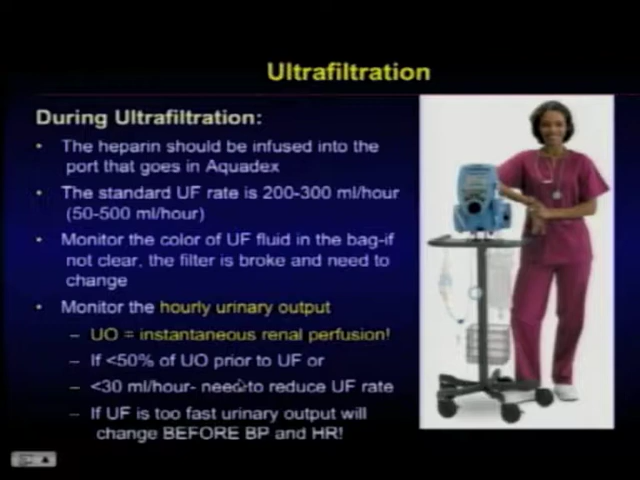 Ultrafiltration
During Ultrafiltration:
• The heparin should be infused into the
port that goes in Aquadex
• The standard UF rate is 200-300 ml/hour
(50-500 ml/hour)
• Monitor the color of UF fluid in the bag-if
not clear, the filter is broke and need to
change
• Monitor the hourly urinary output
– UO = instantaneous renal perfusion!
– If <50% of UO prior to UF or
– <30 ml/hour- need to reduce UF rate
– If UF is too fast urinary output will
change BEFORE BP and HR!